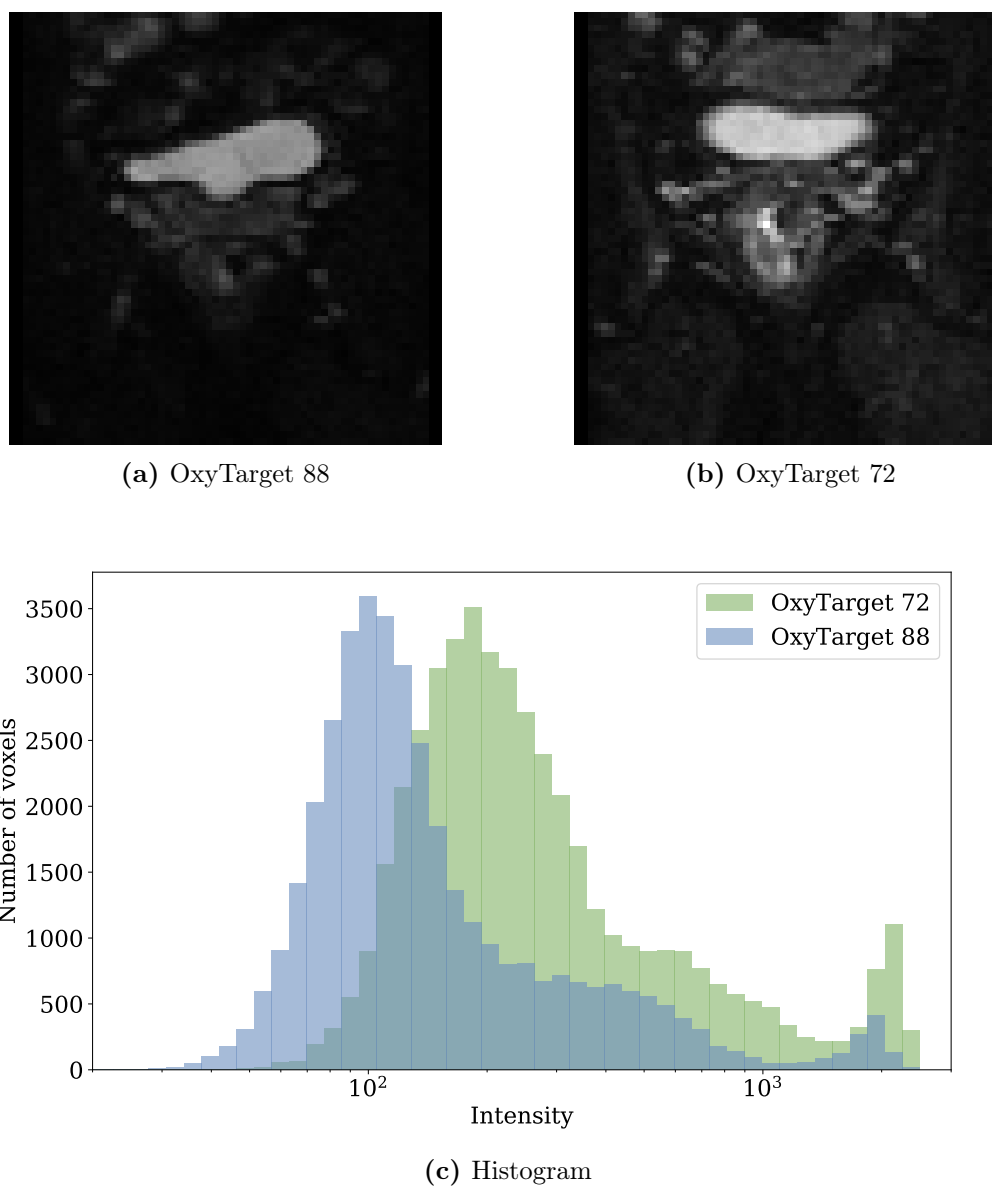 (a) OxyTarget 88
(b) OxyTarget 72
OxyTarget 72
OxyTarget 88
3500
3000
2500
2000
1500
1000
500
0
Number of voxels
10²
10³
Intensity
(c) Histogram